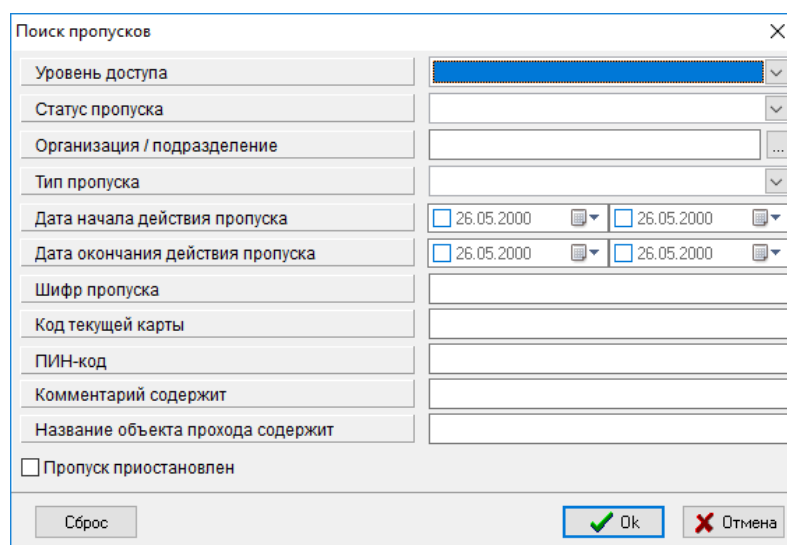 Поиск пропусков
Уровень доступа
Статус пропуска
Организация / подразделение
...
Тип пропуска
Дата начала действия пропуска 26.05.2000 26.05.2000
Дата окончания действия пропуска 26.05.2000 26.05.2000
Шифр пропуска
Код текущей карты
ПИН-код
Комментарий содержит
Название объекта прохода содержит
Пропуск приостановлен
Сброс Ok Отмена